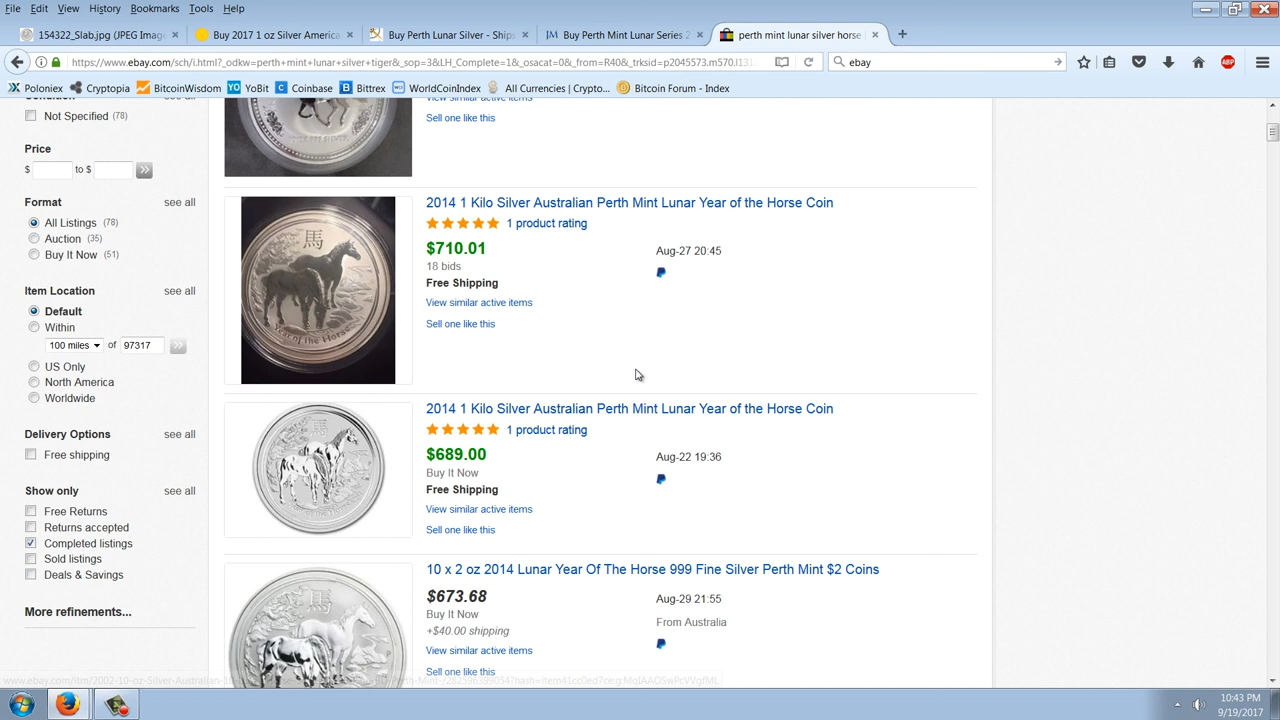 File Edit View History Bookmarks Tools Help
154322_Slab.jpg (JPEG Imag... × Buy 2017 1 oz Silver America... × Buy Perth Lunar Silver - Ships... × JM Buy Perth Mint Lunar Series 2... × perth mint lunar silver horse × +
https://www.ebay.com/sch/i.html?_odkw=perth+mint+lunar+silver+tiger&_sop=3&LH_Complete=1&_osacat=0&_from=R40&_trksid=p2045573.m570.l131 ebay
Poloniex Cryptopia BitcoinWisdom YO YoBit Coinbase B Bittrex WorldCoinIndex All Currencies | Crypto... Bitcoin Forum - Index
Condition
Not Specified (78)
Price
$ to $
Format see all
All Listings (78)
Auction (35)
Buy It Now (51)
Item Location see all
Default
Within
100 miles of 97317
US Only
North America
Worldwide
Delivery Options see all
Free shipping
Show only see all
Free Returns
Returns accepted
Completed listings
Sold listings
Deals & Savings
More refinements...
View similar active items
Sell one like this
2014 1 Kilo Silver Australian Perth Mint Lunar Year of the Horse Coin
1 product rating
$710.01 Aug-27 20:45
18 bids
Free Shipping
View similar active items
Sell one like this
馬
Year of the Horse
2014 1 Kilo Silver Australian Perth Mint Lunar Year of the Horse Coin
1 product rating
$689.00 Aug-22 19:36
Buy It Now
Free Shipping
View similar active items
Sell one like this
馬
10 x 2 oz 2014 Lunar Year Of The Horse 999 Fine Silver Perth Mint $2 Coins
$673.68 Aug-29 21:55
Buy It Now From Australia
+$40.00 shipping
View similar active items
Sell one like this
馬
10:43 PM
9/19/2017